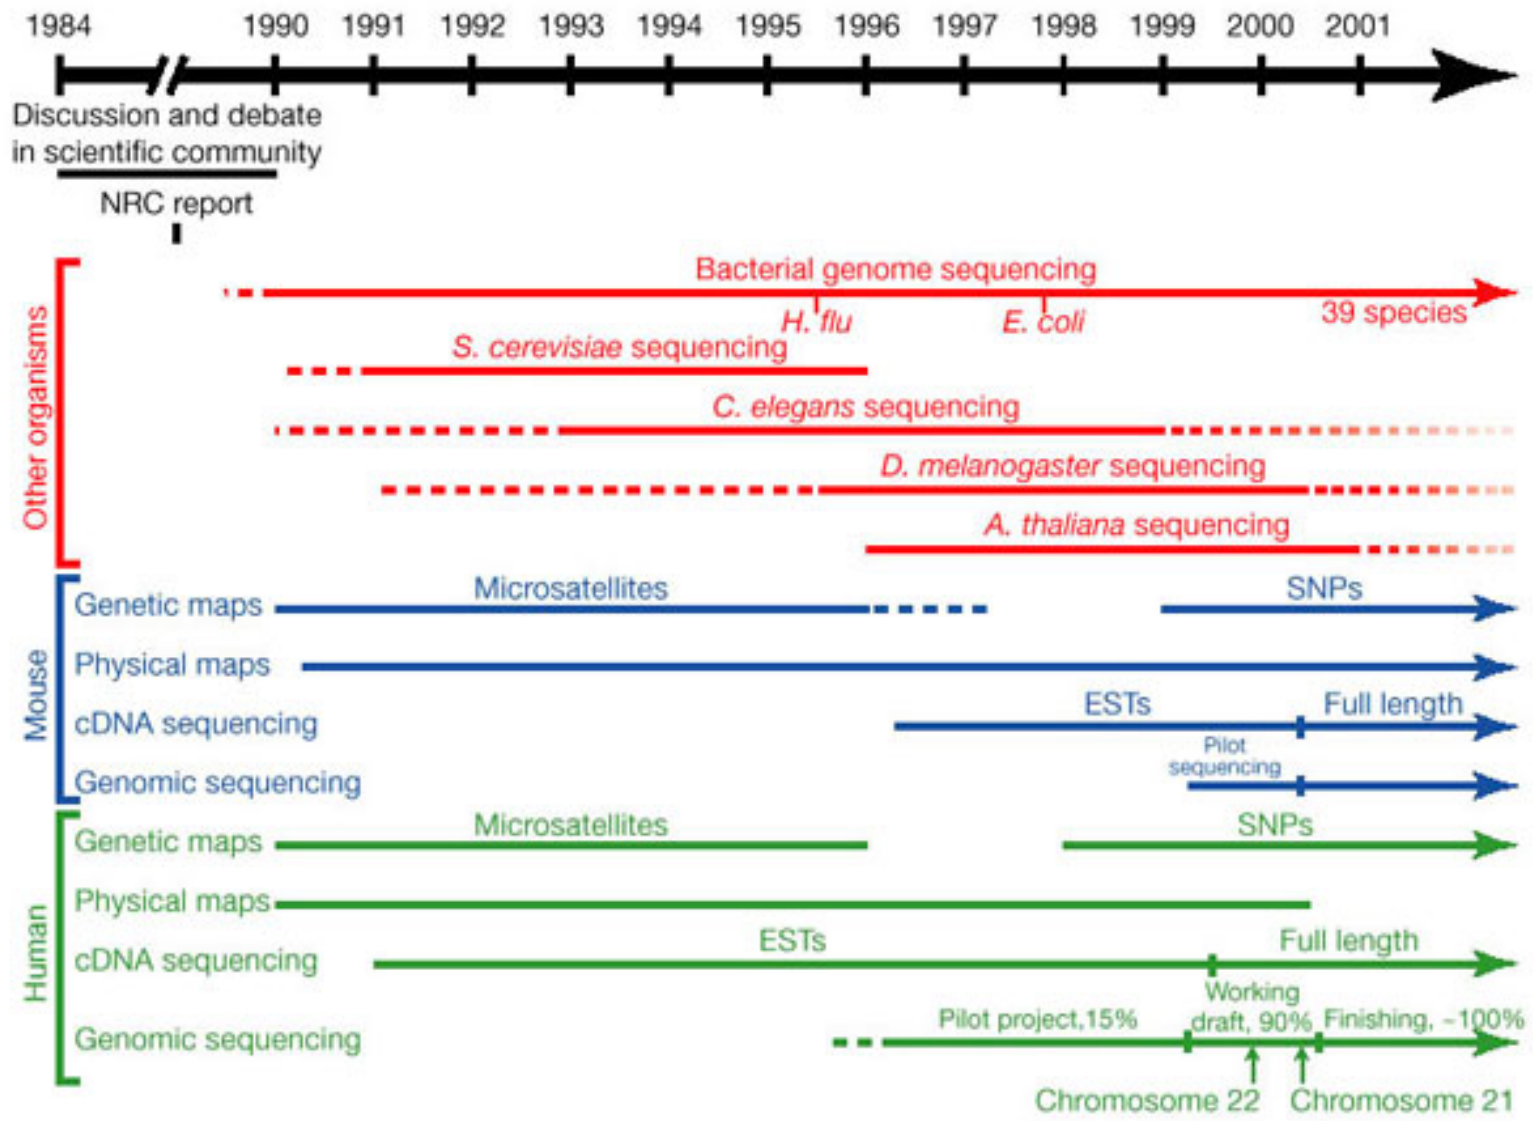 1984 1990 1991 1992 1993 1994 1995 1996 1997 1998 1999 2000 2001
Discussion and debate
in scientific community
NRC report
Other organisms
Bacterial genome sequencing
H. flu E. coli 39 species
S. cerevisiae sequencing
C. elegans sequencing
D. melanogaster sequencing
A. thaliana sequencing
Mouse
Genetic maps Microsatellites SNPs
Physical maps
cDNA sequencing ESTs Full length
Pilot
sequencing
Genomic sequencing
Human
Genetic maps Microsatellites SNPs
Physical maps
cDNA sequencing ESTs Full length
Genomic sequencing Pilot project,15%
Working
draft, 90%
Finishing, ~100%
Chromosome 22 Chromosome 21